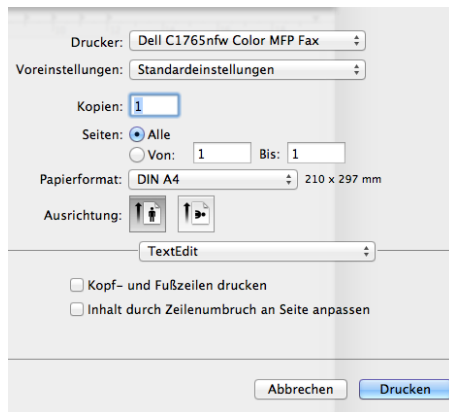 Drucker: Dell C1765nfw Color MFP Fax
Voreinstellungen: Standardeinstellungen
Kopien: 1
Seiten: Alle
Von: 1 Bis: 1
Papierformat: DIN A4 210 x 297 mm
Ausrichtung:
TextEdit
Kopf- und Fußzeilen drucken
Inhalt durch Zeilenumbruch an Seite anpassen
Abbrechen Drucken